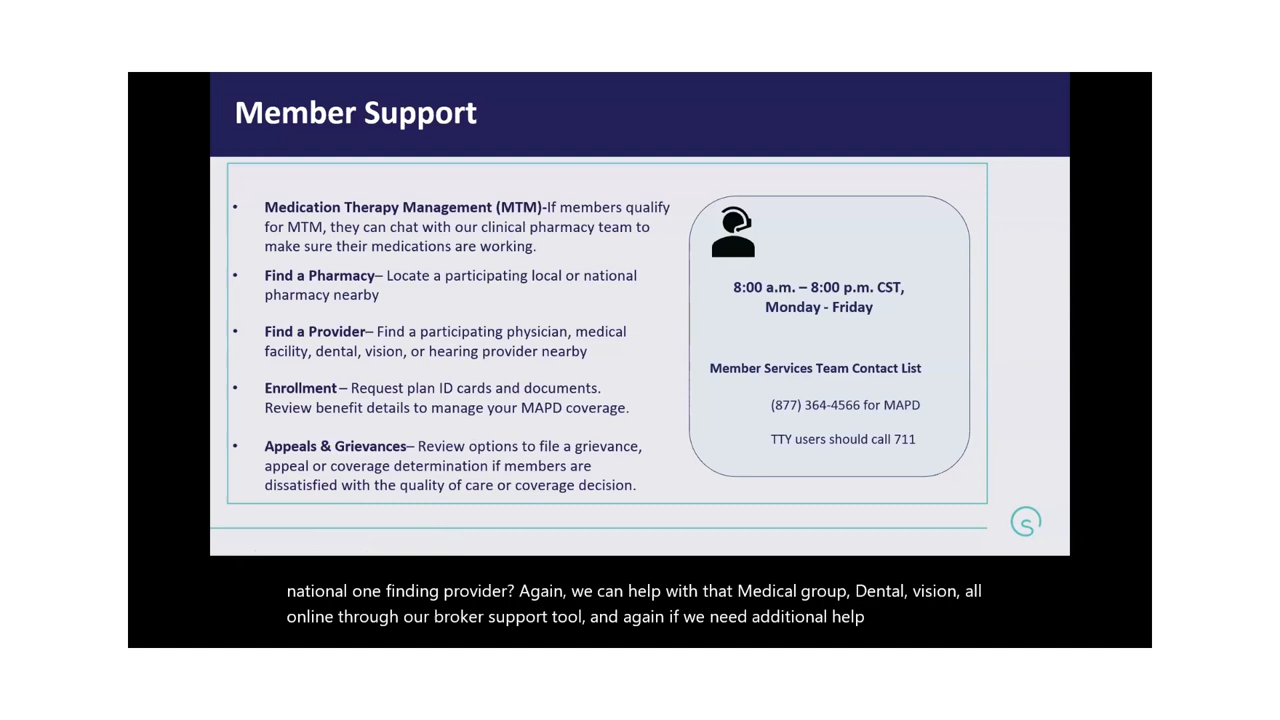 Member Support
• Medication Therapy Management (MTM)-If members qualify
for MTM, they can chat with our clinical pharmacy team to
make sure their medications are working.
• Find a Pharmacy– Locate a participating local or national
pharmacy nearby
• Find a Provider– Find a participating physician, medical
facility, dental, vision, or hearing provider nearby
• Enrollment – Request plan ID cards and documents.
Review benefit details to manage your MAPD coverage.
• Appeals & Grievances– Review options to file a grievance,
appeal or coverage determination if members are
dissatisfied with the quality of care or coverage decision.
8:00 a.m. – 8:00 p.m. CST,
Monday - Friday
Member Services Team Contact List
(877) 364-4566 for MAPD
TTY users should call 711
S
national one finding provider? Again, we can help with that Medical group, Dental, vision, all
online through our broker support tool, and again if we need additional help